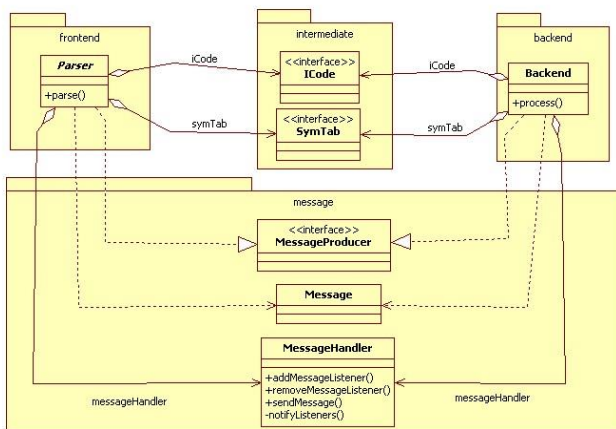 frontend
intermediate
backend
Parser
+parse()
iCode
<<interface>>
ICode
iCode
Backend
+process()
symTab
<<interface>>
SymTab
symTab
message
<<interface>>
MessageProducer
Message
MessageHandler
+addMessageListener()
+removeMessageListener()
+sendMessage()
-notifyListeners()
messageHandler
messageHandler